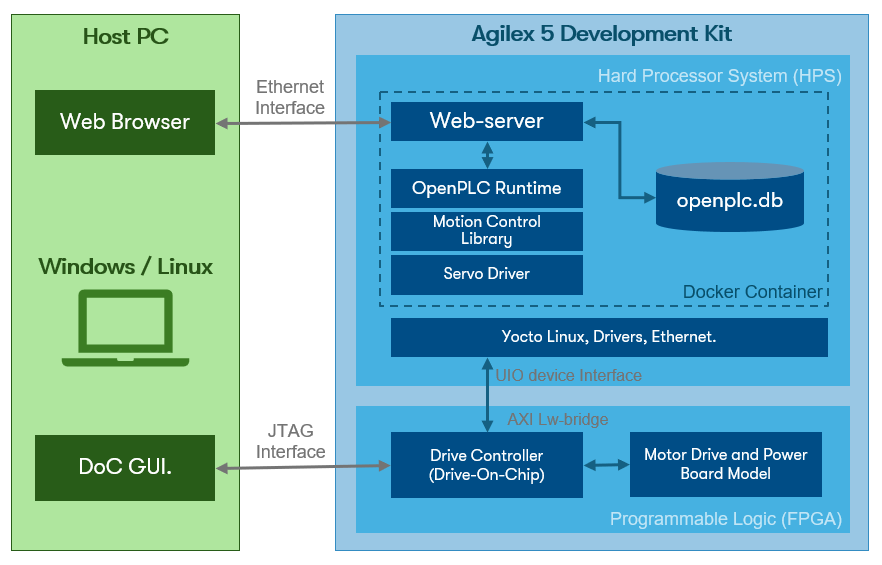 Host PC
Agilex 5 Development Kit
Hard Processor System (HPS)
Ethernet
Interface
Web Browser
Web-server
OpenPLC Runtime
openplc.db
Motion Control
Library
Servo Driver
Docker Container
Windows / Linux
Yocto Linux, Drivers, Ethernet.
UIO device Interface
AXI Lw-bridge
JTAG
Interface
DoC GUI.
Drive Controller
(Drive-On-Chip)
Motor Drive and Power
Board Model
Programmable Logic (FPGA)